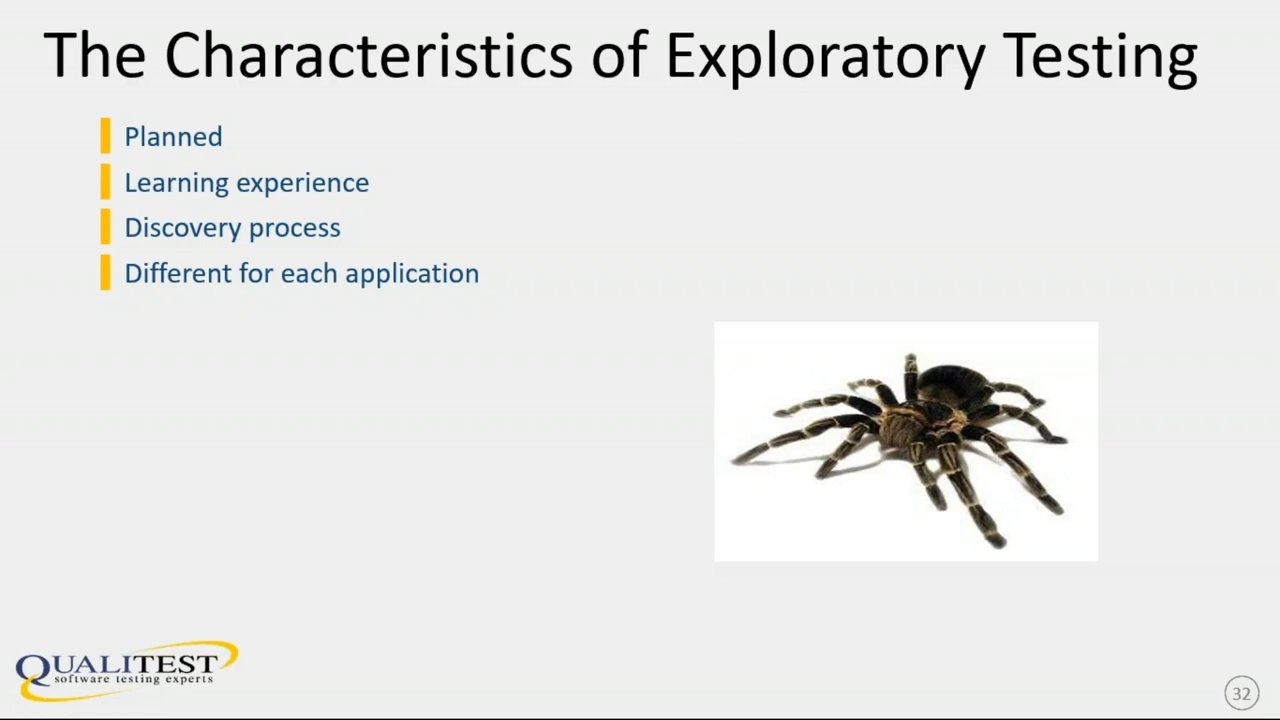 The Characteristics of Exploratory Testing
Planned
Learning experience
Discovery process
Different for each application
QUALITEST
software testing experts
32